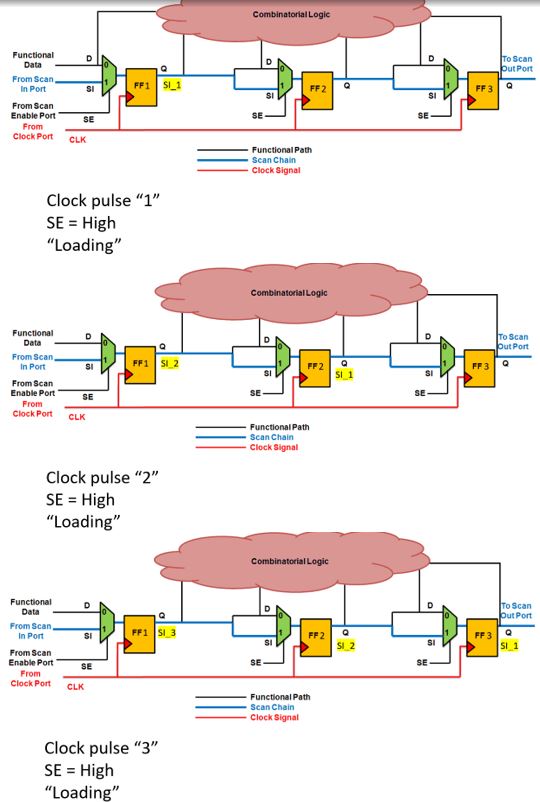 Combinatorial Logic
Functional
Data
D
0
From Scan
In Port
SI
1
From Scan
Enable Port
SE
From
Clock Port
CLK
FF1
Q
SI_1
D
0
1
SI
SE
FF2
Q
D
0
1
SI
SE
FF 3
Q
To Scan
Out Port
Functional Path
Scan Chain
Clock Signal
Clock pulse “1”
SE = High
“Loading”
Combinatorial Logic
Functional
Data
D
0
From Scan
In Port
SI
1
From Scan
Enable Port
SE
From
Clock Port
CLK
FF1
Q
SI_2
D
0
1
SI
SE
FF2
Q
SI_1
D
0
1
SI
SE
FF 3
Q
To Scan
Out Port
Functional Path
Scan Chain
Clock Signal
Clock pulse “2”
SE = High
“Loading”
Combinatorial Logic
Functional
Data
D
0
From Scan
In Port
SI
1
From Scan
Enable Port
SE
From
Clock Port
CLK
FF1
Q
SI_3
D
0
1
SI
SE
FF2
Q
SI_2
D
0
1
SI
SE
FF 3
Q
SI_1
To Scan
Out Port
Functional Path
Scan Chain
Clock Signal
Clock pulse “3”
SE = High
“Loading”